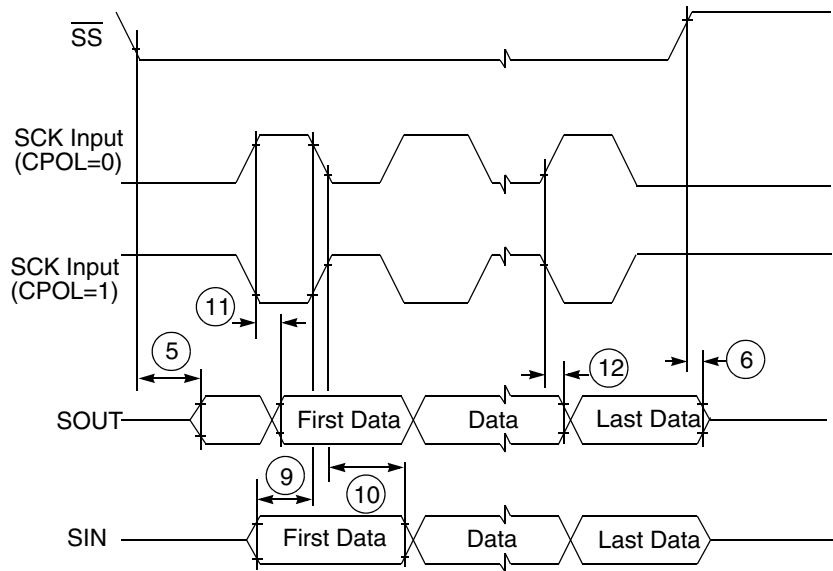 SS
SCK Input
(CPOL=0)
SCK Input
(CPOL=1)
11
5
12
6
SOUT
First Data
Data
Last Data
9
10
SIN
First Data
Data
Last Data